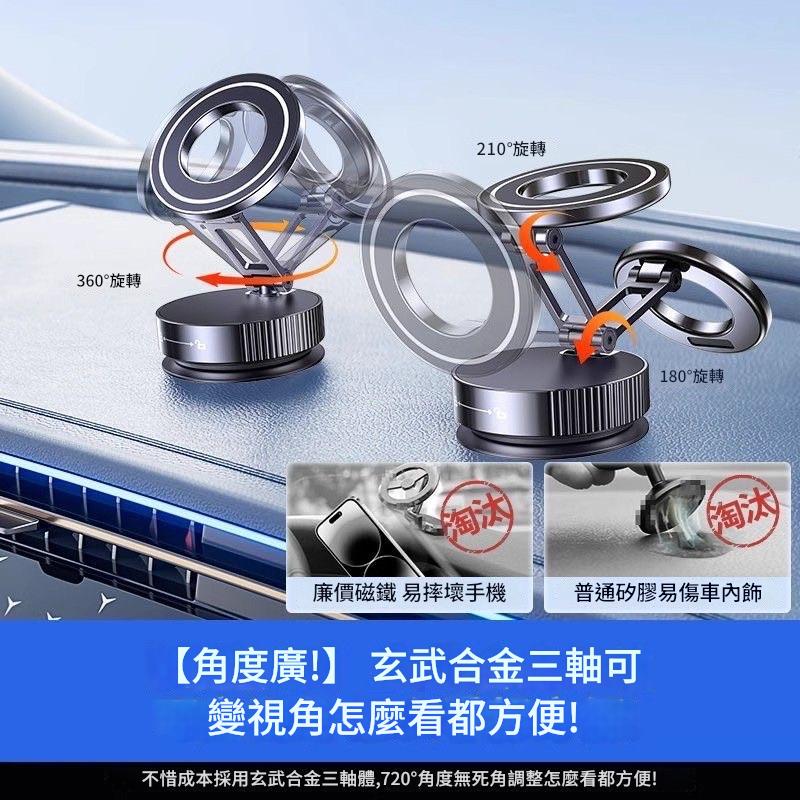 210°旋轉
360°旋轉
180°旋轉
淘汰
淘汰
廉價磁鐵 易摔壞手機
普通矽膠易傷車內飾
【角度廣!】 玄武合金三軸可
變視角怎麼看都方便!
不惜成本採用玄武合金三軸體,720°角度無死角調整怎麼看都方便!